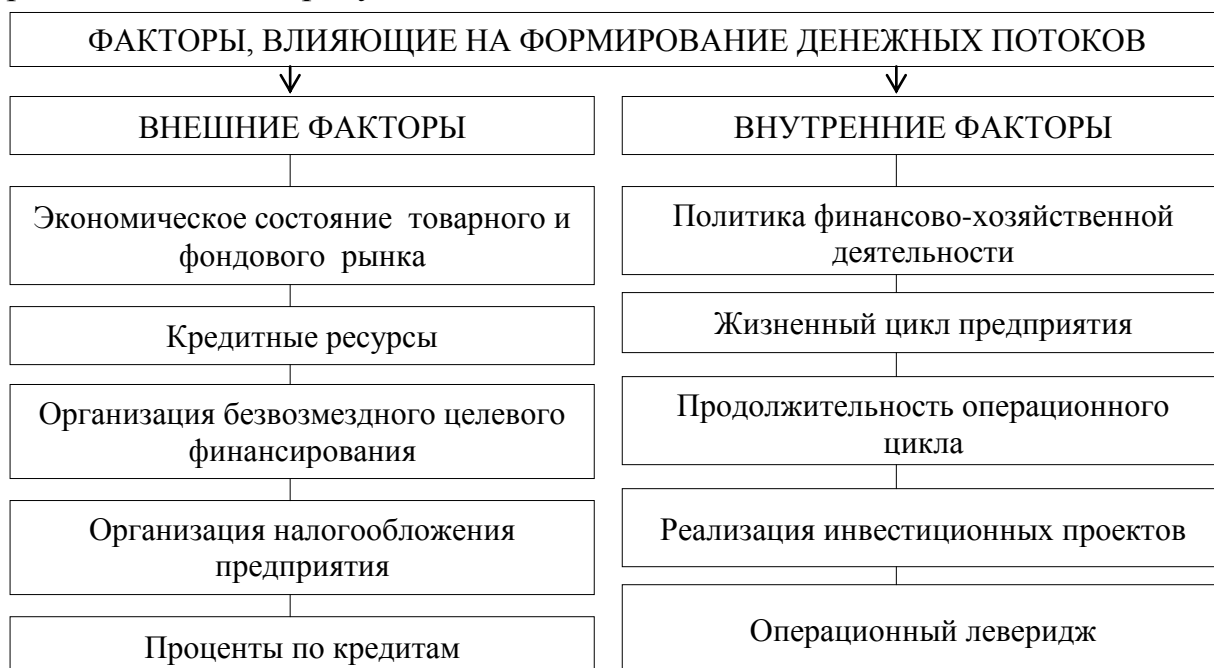 ФАКТОРЫ, ВЛИЯЮЩИЕ НА ФОРМИРОВАНИЕ ДЕНЕЖНЫХ ПОТОКОВ
ВНЕШНИЕ ФАКТОРЫ
Экономическое состояние товарного и
фондового рынка
Кредитные ресурсы
Организация безвозмездного целевого
финансирования
Организация налогообложения
предприятия
Проценты по кредитам
ВНУТРЕННИЕ ФАКТОРЫ
Политика финансово-хозяйственной
деятельности
Жизненный цикл предприятия
Продолжительность операционного
цикла
Реализация инвестиционных проектов
Операционный леверидж